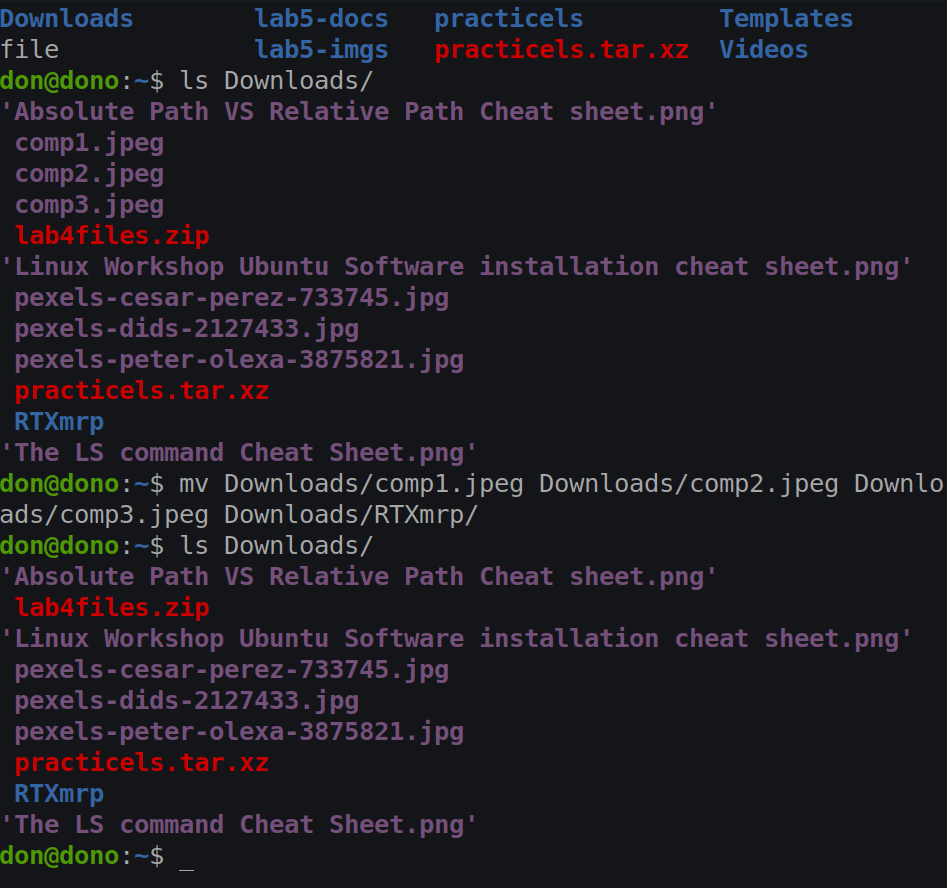 Downloads lab5-docs practicels Templates
file lab5-imgs practicels.tar.xz Videos
don@dono:~$ ls Downloads/
'Absolute Path VS Relative Path Cheat sheet.png'
comp1.jpeg
comp2.jpeg
comp3.jpeg
lab4files.zip
'Linux Workshop Ubuntu Software installation cheat sheet.png'
pexels-cesar-perez-733745.jpg
pexels-dids-2127433.jpg
pexels-peter-olexa-3875821.jpg
practicels.tar.xz
RTXmrp
'The LS command Cheat Sheet.png'
don@dono:~$ mv Downloads/comp1.jpeg Downloads/comp2.jpeg Downlo
ads/comp3.jpeg Downloads/RTXmrp/
don@dono:~$ ls Downloads/
'Absolute Path VS Relative Path Cheat sheet.png'
lab4files.zip
'Linux Workshop Ubuntu Software installation cheat sheet.png'
pexels-cesar-perez-733745.jpg
pexels-dids-2127433.jpg
pexels-peter-olexa-3875821.jpg
practicels.tar.xz
RTXmrp
'The LS command Cheat Sheet.png'
don@dono:~$ _